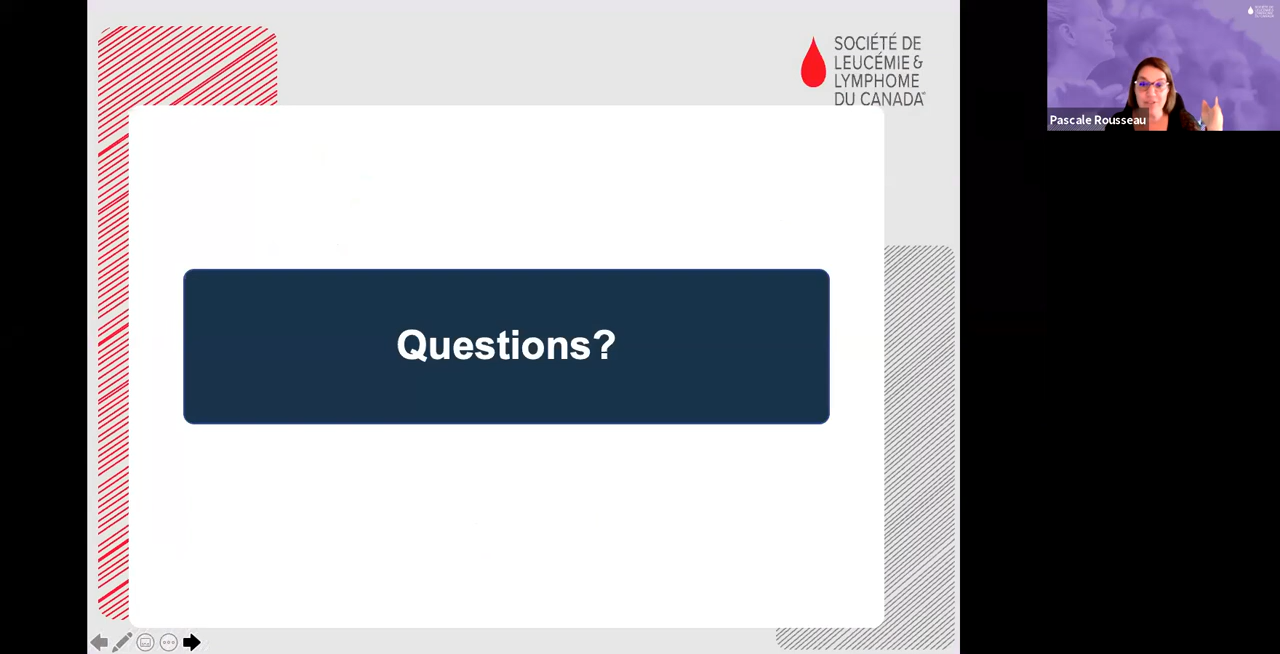 SOCIÉTÉ DE
LEUCÉMIE &
LYMPHOME
DU CANADA
Questions?
Pascale Rousseau